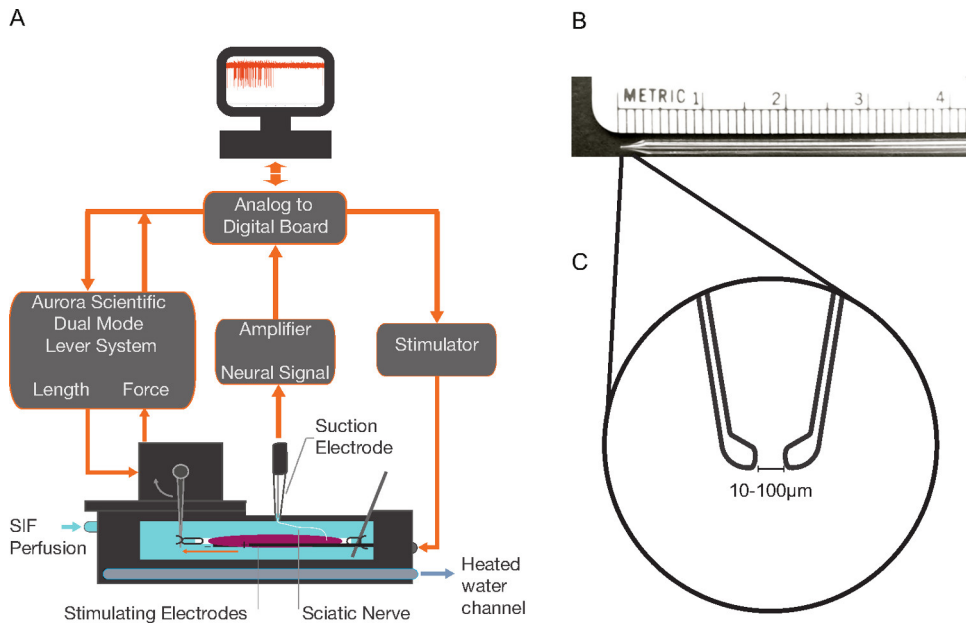 A
Analog to
Digital Board
Aurora Scientific
Dual Mode
Lever System
Length Force
Amplifier
Neural Signal
Stimulator
Suction
Electrode
SIF
Perfusion
- +
Heated
water
channel
Stimulating Electrodes
Sciatic Nerve
B
METRIC 1 2 3 4
C
10-100µm